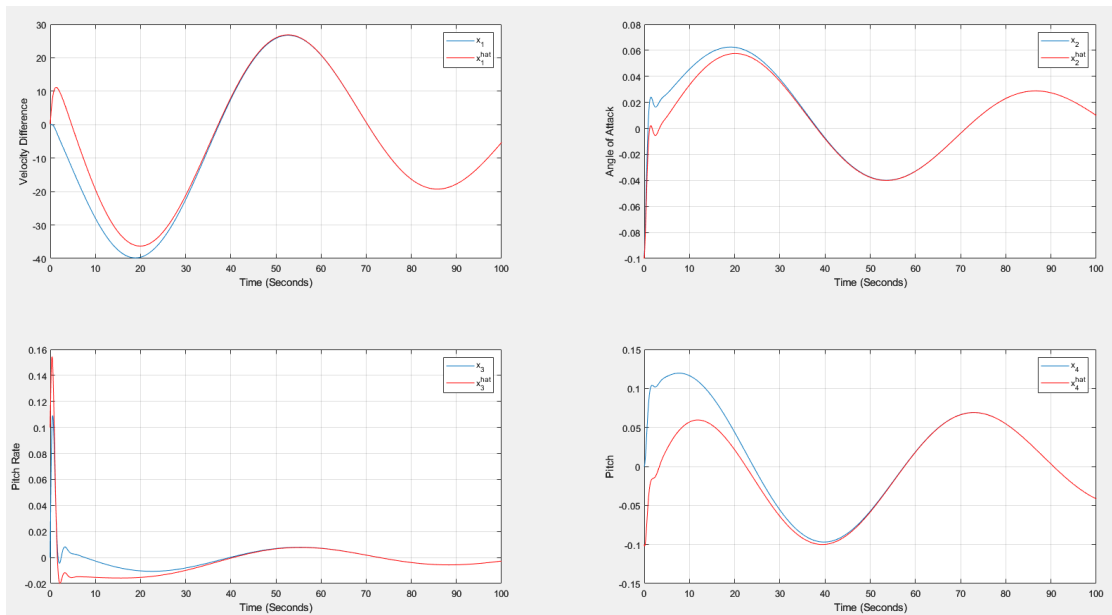 30
20
10
0
-10
-20
-30
-40
Velocity Difference
0 10 20 30 40 50 60 70 80 90 100
Time (Seconds)
x1
x1hat
0.08
0.06
0.04
0.02
0
-0.02
-0.04
-0.06
-0.08
-0.1
Angle of Attack
0 10 20 30 40 50 60 70 80 90 100
Time (Seconds)
x2
x2hat
0.16
0.14
0.12
0.1
0.08
0.06
0.04
0.02
0
-0.02
Pitch Rate
0 10 20 30 40 50 60 70 80 90 100
Time (Seconds)
x3
x3hat
0.15
0.1
0.05
0
-0.05
-0.1
-0.15
Pitch
0 10 20 30 40 50 60 70 80 90 100
Time (Seconds)
x4
x4hat